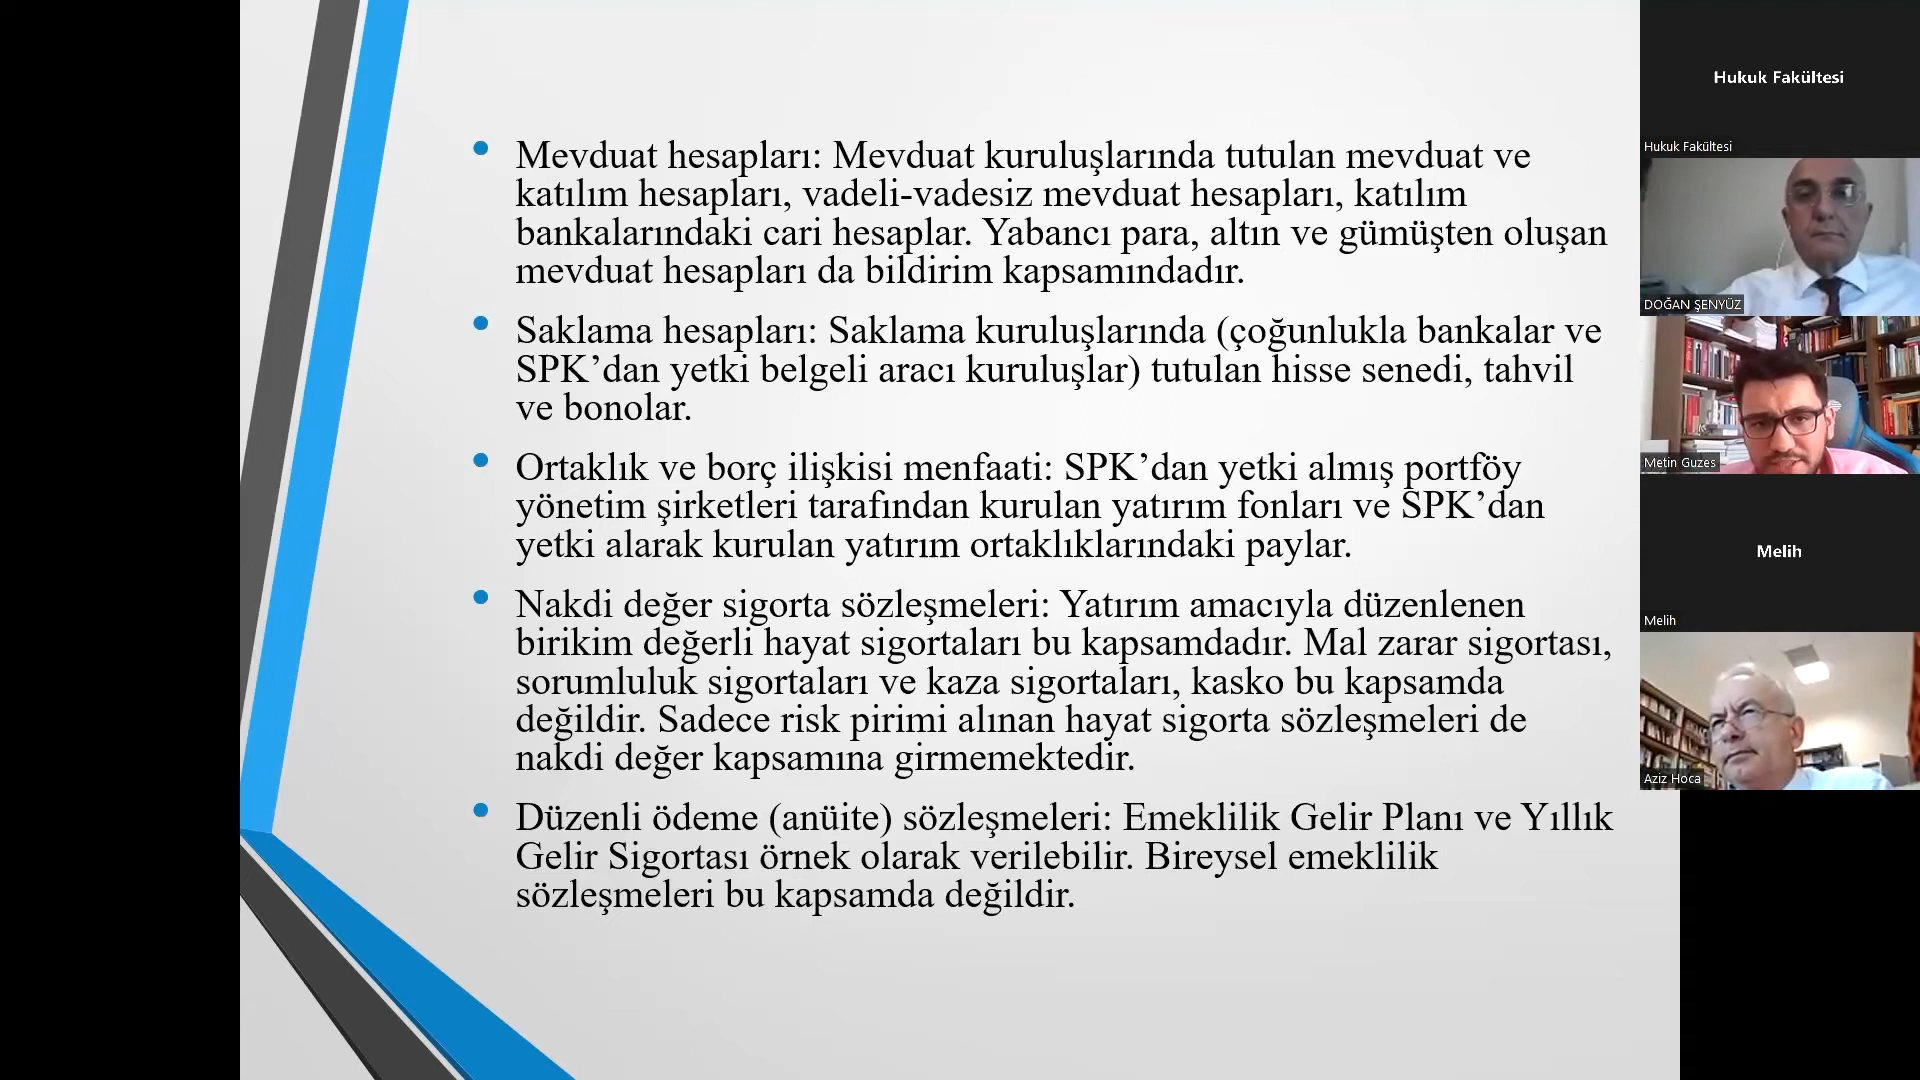 Mevduat hesapları: Mevduat kuruluşlarında tutulan mevduat ve
katılım hesapları, vadeli-vadesiz mevduat hesapları, katılım
bankalarındaki cari hesaplar. Yabancı para, altın ve gümüşten oluşan
mevduat hesapları da bildirim kapsamındadır.
Saklama hesapları: Saklama kuruluşlarında (çoğunlukla bankalar ve
SPK’dan yetki belgeli aracı kuruluşlar) tutulan hisse senedi, tahvil
ve bonolar.
Ortaklık ve borç ilişkisi menfaati: SPK’dan yetki almış portföy
yönetim şirketleri tarafından kurulan yatırım fonları ve SPK’dan
yetki alarak kurulan yatırım ortaklıklarındaki paylar.
Nakdi değer sigorta sözleşmeleri: Yatırım amacıyla düzenlenen
birikim değerli hayat sigortaları bu kapsamdadır. Mal zarar sigortası,
sorumluluk sigortaları ve kaza sigortaları, kasko bu kapsamda
değildir. Sadece risk pirimi alınan hayat sigorta sözleşmeleri de
nakdi değer kapsamına girmemektedir.
Düzenli ödeme (anüite) sözleşmeleri: Emeklilik Gelir Planı ve Yıllık
Gelir Sigortası örnek olarak verilebilir. Bireysel emeklilik
sözleşmeleri bu kapsamda değildir.
Hukuk Fakültesi
Hukuk Fakültesi
DOĞAN ŞENYÜZ
Metin Guzes
Melih
Melih
Aziz Hoca